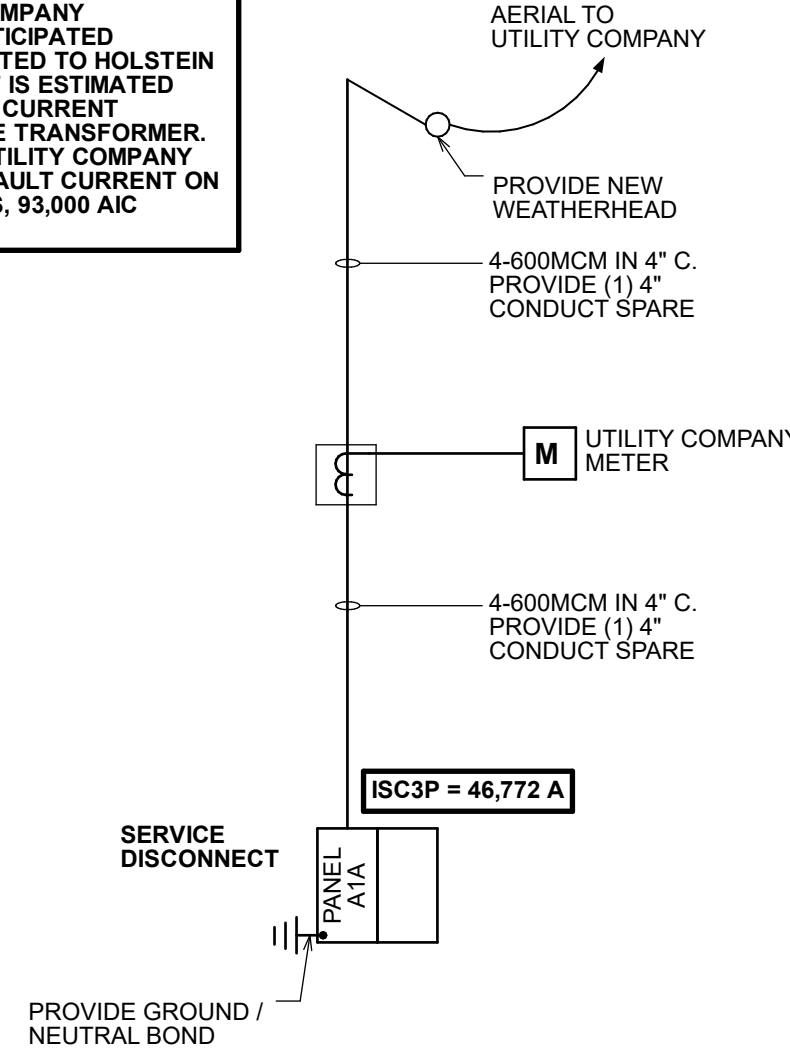 MPANY
TICIPATED
TED TO HOLSTEIN
IS ESTIMATED
CURRENT
E TRANSFORMER.
TILITY COMPANY
AULT CURRENT ON
, 93,000 AIC
AERIAL TO
UTILITY COMPANY
PROVIDE NEW
WEATHERHEAD
4-600MCM IN 4" C.
PROVIDE (1) 4"
CONDUCT SPARE
M
UTILITY COMPANY
METER
4-600MCM IN 4" C.
PROVIDE (1) 4"
CONDUCT SPARE
ISC3P = 46,772 A
SERVICE
DISCONNECT
PANEL
A1A
PROVIDE GROUND /
NEUTRAL BOND